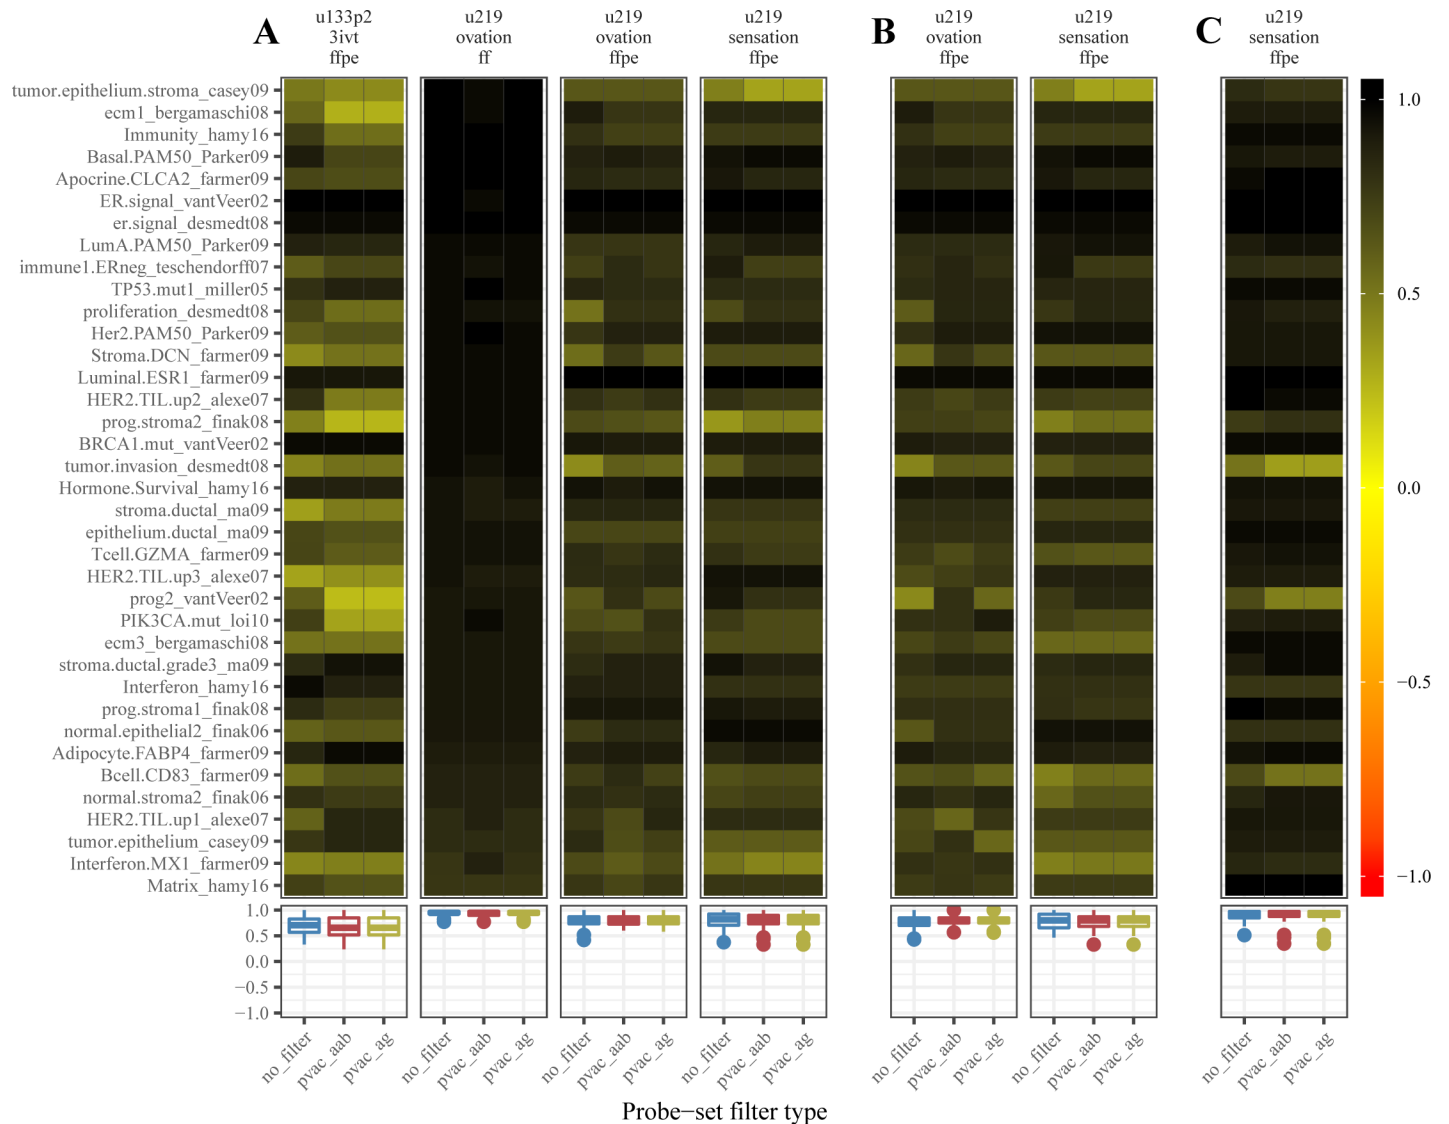 A
u133p2
3ivt
ffpe
u219
ovation
ff
u219
ovation
ffpe
u219
sensation
ffpe
B
u219
ovation
ffpe
u219
sensation
ffpe
C
u219
sensation
ffpe
tumor.epithelium.stroma_casey09
ecm1_bergamaschi08
Immunity_hamy16
Basal.PAM50_Parker09
Apocrine.CLCA2_farmer09
ER.signal_vantVeer02
er.signal_desmedt08
LumA.PAM50_Parker09
immune1.ERneg_teschendorff07
TP53.mut1_miller05
proliferation_desmedt08
Her2.PAM50_Parker09
Stroma.DCN_farmer09
Luminal.ESR1_farmer09
HER2.TIL.up2_alexe07
prog.stroma2_finak08
BRCA1.mut_vantVeer02
tumor.invasion_desmedt08
Hormone.Survival_hamy16
stroma.ductal_ma09
epithelium.ductal_ma09
Tcell.GZMA_farmer09
HER2.TIL.up3_alexe07
prog2_vantVeer02
PIK3CA.mut_loi10
ecm3_bergamaschi08
stroma.ductal.grade3_ma09
Interferon_hamy16
prog.stroma1_finak08
normal.epithelial2_finak06
Adipocyte.FABP4_farmer09
Bcell.CD83_farmer09
normal.stroma2_finak06
HER2.TIL.up1_alexe07
tumor.epithelium_casey09
Interferon.MX1_farmer09
Matrix_hamy16
1.0
0.5
0.0
−0.5
−1.0
1.0
0.5
0.0
−0.5
−1.0
no_filter
pvac_aab
pvac_ag
no_filter
pvac_aab
pvac_ag
no_filter
pvac_aab
pvac_ag
no_filter
pvac_aab
pvac_ag
no_filter
pvac_aab
pvac_ag
no_filter
pvac_aab
pvac_ag
no_filter
pvac_aab
pvac_ag
Probe−set filter type